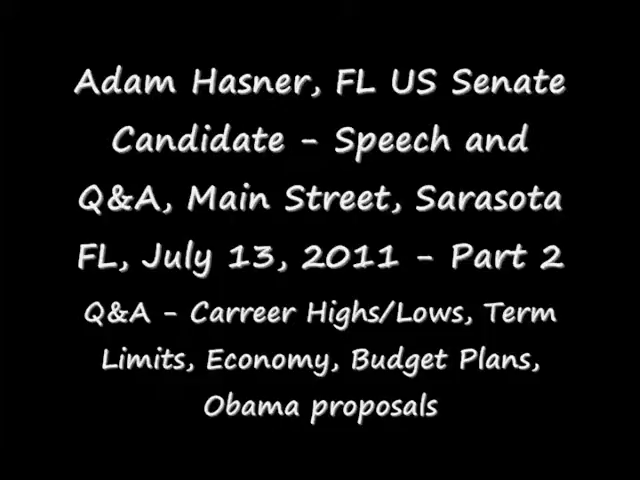 Adam Hasner, FL US Senate
Candidate - Speech and
Q&A, Main Street, Sarasota
FL, July 13, 2011 - Part 2
Q&A - Carreer Highs/Lows, Term
Limits, Economy, Budget Plans,
Obama proposals